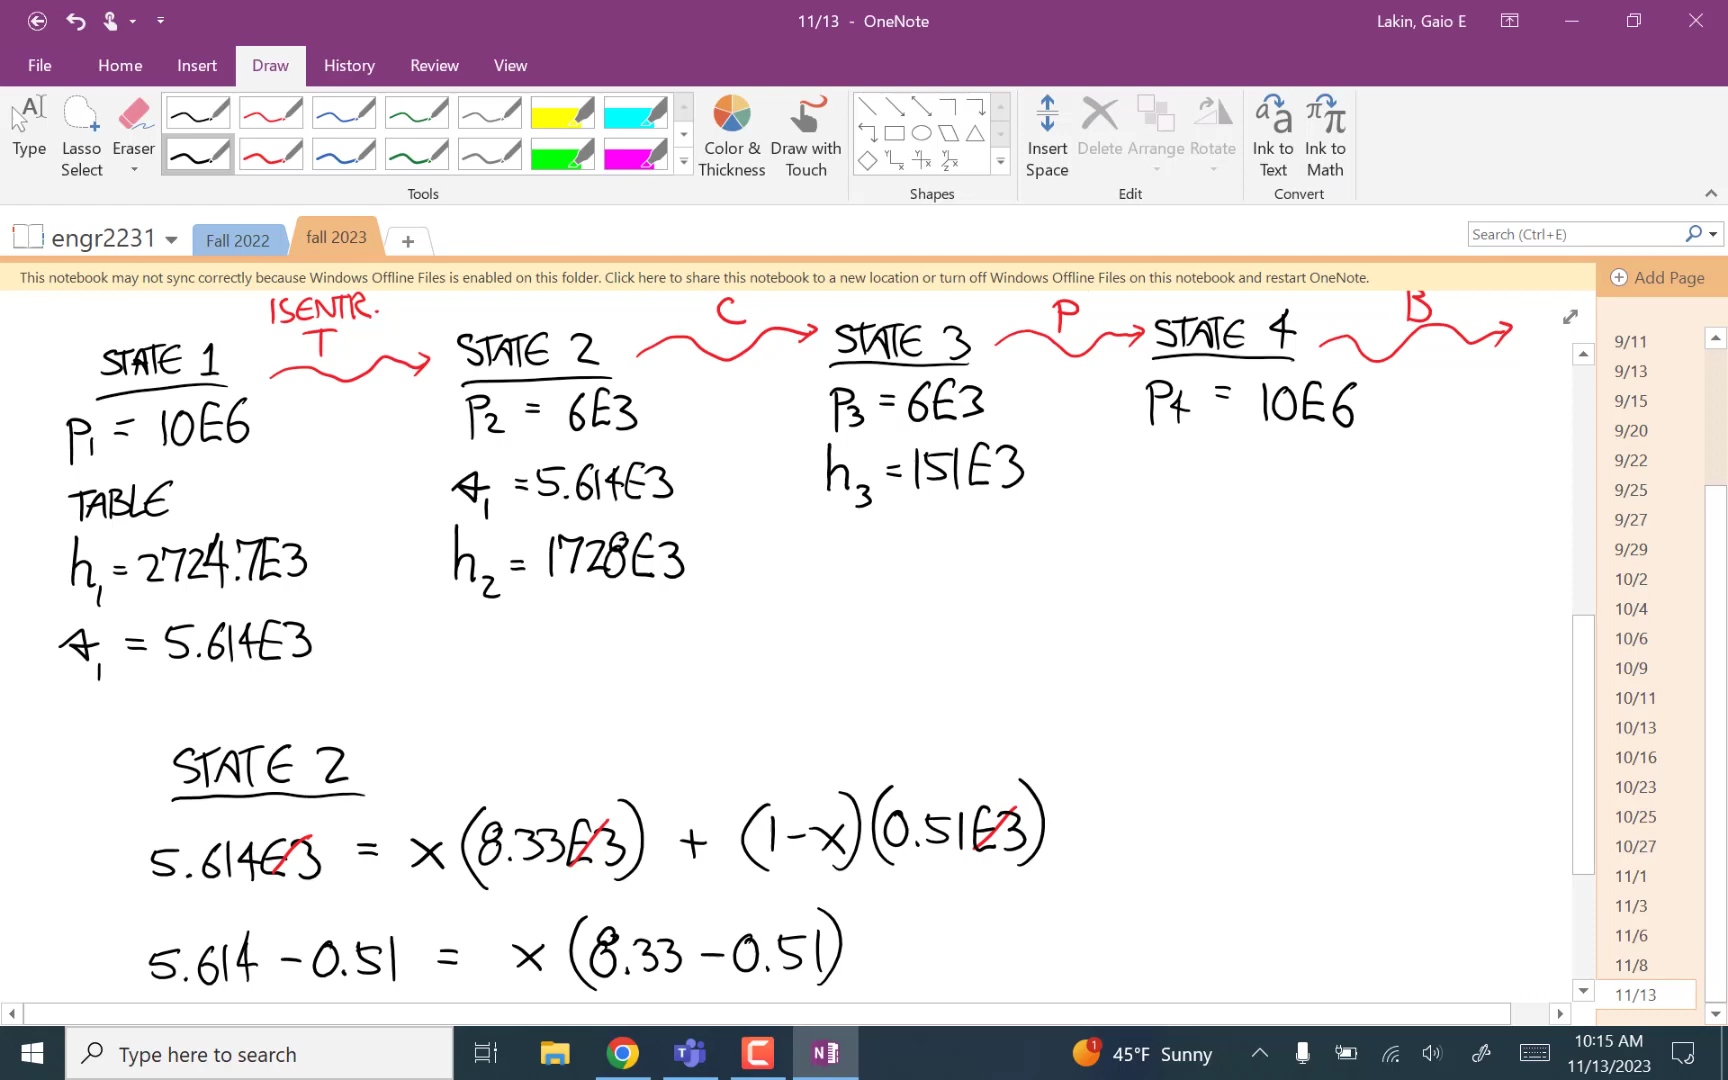 11/13 - OneNote
Lakin, Gaio E
File
Home
Insert
Draw
History
Review
View
Type
Lasso
Select
Eraser
Color &
Thickness
Draw with
Touch
Insert
Space
Delete
Arrange
Rotate
Ink to
Text
Ink to
Math
Tools
Shapes
Edit
Convert
engr2231
Fall 2022
fall 2023
Search (Ctrl+E)
This notebook may not sync correctly because Windows Offline Files is enabled on this folder. Click here to share this notebook to a new location or turn off Windows Offline Files on this notebook and restart OneNote.
Add Page
ISENTR.
T
C
P
B
STATE 1
P1 = 10E6
TABLE
h1 = 2724.7E3
s1 = 5.614E3
STATE 2
P2 = 6E3
s1 = 5.614E3
h2 = 1728E3
STATE 3
P3 = 6E3
h3 = 151E3
STATE 4
P4 = 10E6
STATE 2
5.614E3 = x(8.33E3) + (1-x)(0.51E3)
5.614 - 0.51 = x(8.33 - 0.51)
9/11
9/13
9/15
9/20
9/22
9/25
9/27
9/29
10/2
10/4
10/6
10/9
10/11
10/13
10/16
10/23
10/25
10/27
11/1
11/3
11/6
11/8
11/13
Type here to search
1
45°F Sunny
10:15 AM
11/13/2023